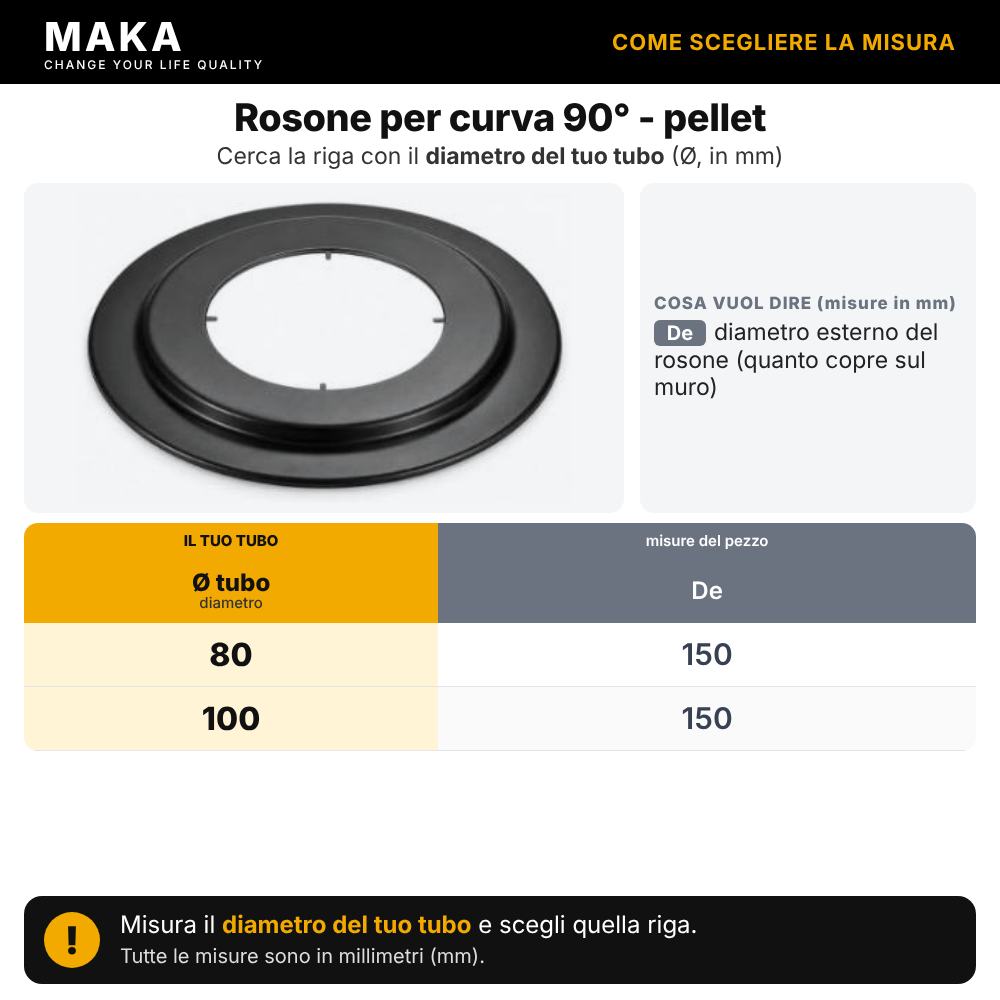 MAKA
CHANGE YOUR LIFE QUALITY
COME SCEGLIERE LA MISURA
Rosone per curva 90° - pellet
Cerca la riga con il diametro del tuo tubo (Ø, in mm)
COSA VUOL DIRE (misure in mm)
De diametro esterno del
rosone (quanto copre sul
muro)
IL TUO TUBO
misure del pezzo
Ø tubo
diametro
De
80
150
100
150
! Misura il diametro del tuo tubo e scegli quella riga.
Tutte le misure sono in millimetri (mm).